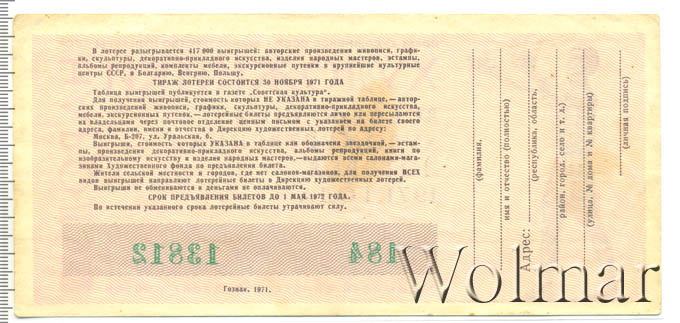 В лотерее разыгрывается 417 000 выигрышей: авторские произведения живописи, графи-
ки, скульптуры, декоративно-прикладного искусства, изделия народных мастеров, эстампы,
альбомы репродукций, комплекты мебели, экскурсионные путевки в крупнейшие культурные
центры СССР, в Болгарию, Венгрию, Польшу.
ТИРАЖ ЛОТЕРЕИ СОСТОИТСЯ 30 НОЯБРЯ 1971 ГОДА
Таблица выигрышей публикуется в газете „Советская культура".
Для получения выигрышей, стоимость которых НЕ УКАЗАНА в тиражной таблице,—автор-
ских произведений живописи, графики, скульптуры, декоративно-прикладного искусства,
мебели, экскурсионных путевок,—лотерейные билеты предъявляются лично или пересылаются
их владельцами через почтовое отделение ценным письмом с указанием на билете своего
адреса, фамилии, имени и отчества в Дирекцию художественных лотерей по адресу:
Москва, Б-207, ул. Уральская, 6.
Выигрыши, стоимость которых УКАЗАНА в таблице или обозначена звездочкой,—эстам-
пы, произведения декоративно-прикладного искусства, альбомы репродукций, книги по
изобразительному искусству и изделия народных мастеров,—выдаются всеми салонами-мага-
зинами Художественного фонда по предъявлении билета.
Жители сельской местности и городов, где нет салонов-магазинов, для получения ВСЕХ
видов выигрышей направляют лотерейные билеты в Дирекцию художественных лотерей.
Выигрыши не обмениваются и деньгами не оплачиваются.
СРОК ПРЕДЪЯВЛЕНИЯ БИЛЕТОВ ДО 1 МАЯ 1972 ГОДА.
По истечении указанного срока лотерейные билеты утрачивают силу.
13812
184
Гознак. 1971.
(фамилия,
имя и отчество (полностью)
Адрес:
(республика, область,
район, город, село и т. д.)
(улица, № дома и № квартиры)
(личная подпись)
Wolmar